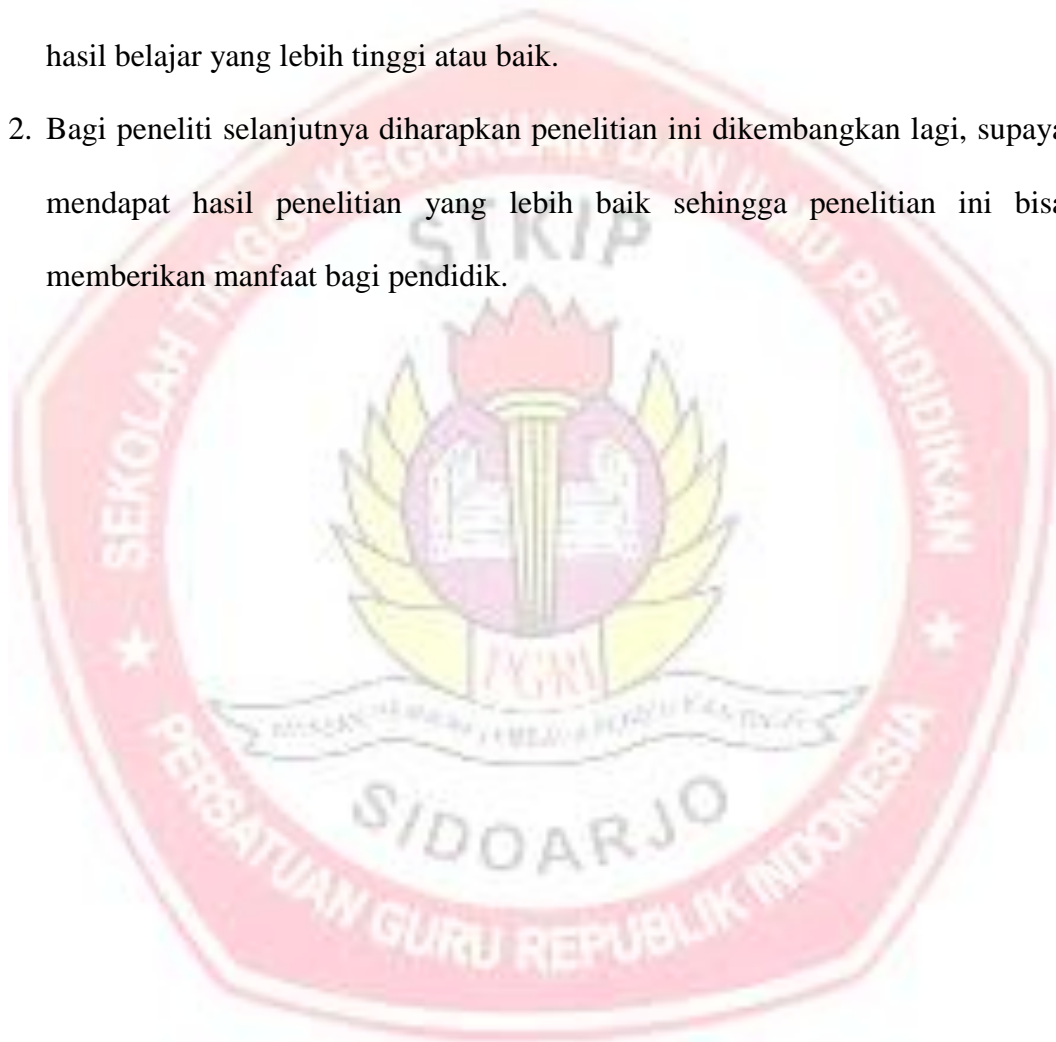 hasil belajar yang lebih tinggi atau baik.
2. Bagi peneliti selanjutnya diharapkan penelitian ini dikembangkan lagi, supaya
mendapat hasil penelitian yang lebih baik sehingga penelitian ini bisa
memberikan manfaat bagi pendidik.
SEKOLAH TINGGI KEGURUAN DAN ILMU PENDIDIKAN
STKIP
PGRI
SIDOARJO
PERSATUAN GURU REPUBLIK INDONESIA